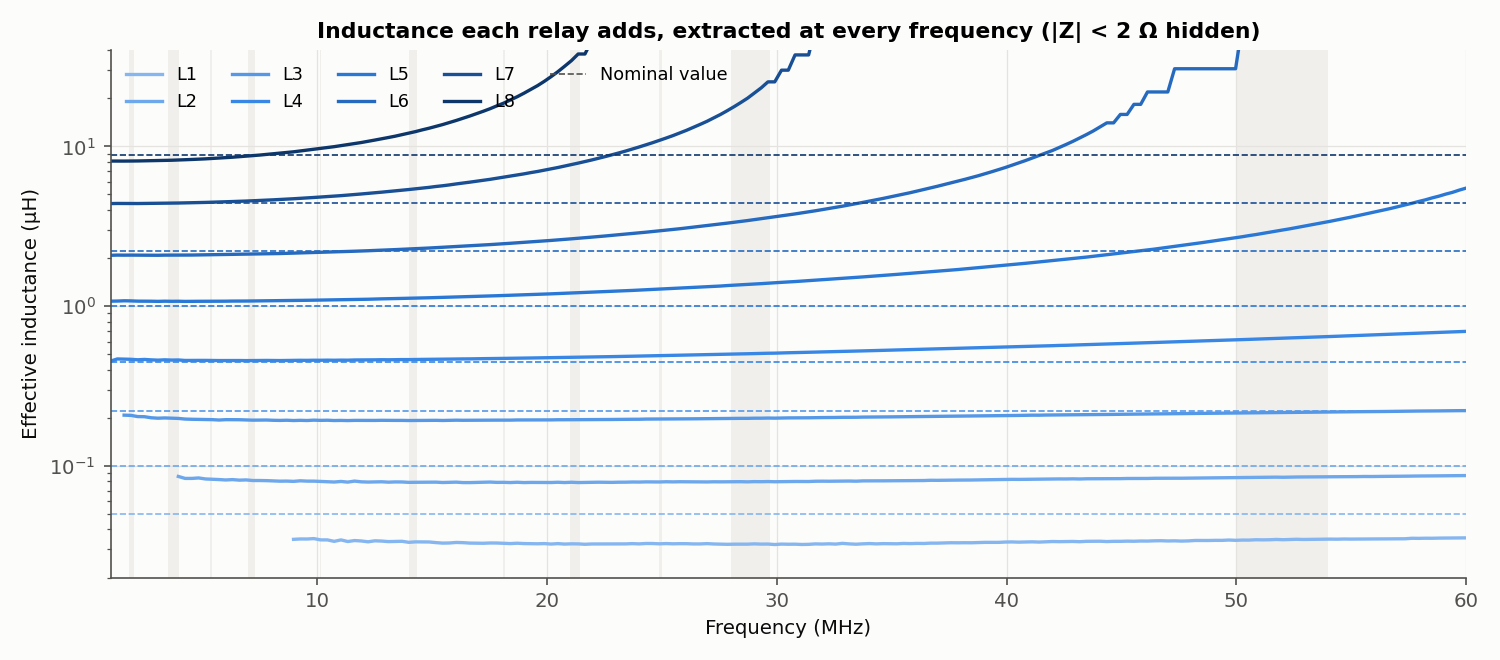 Inductance each relay adds, extracted at every frequency (|Z| < 2 Ω hidden)
L1 L3 L5 L7 Nominal value
L2 L4 L6 L8
Effective inductance (μH)
10¹
10⁰
10⁻¹
10 20 30 40 50 60
Frequency (MHz)